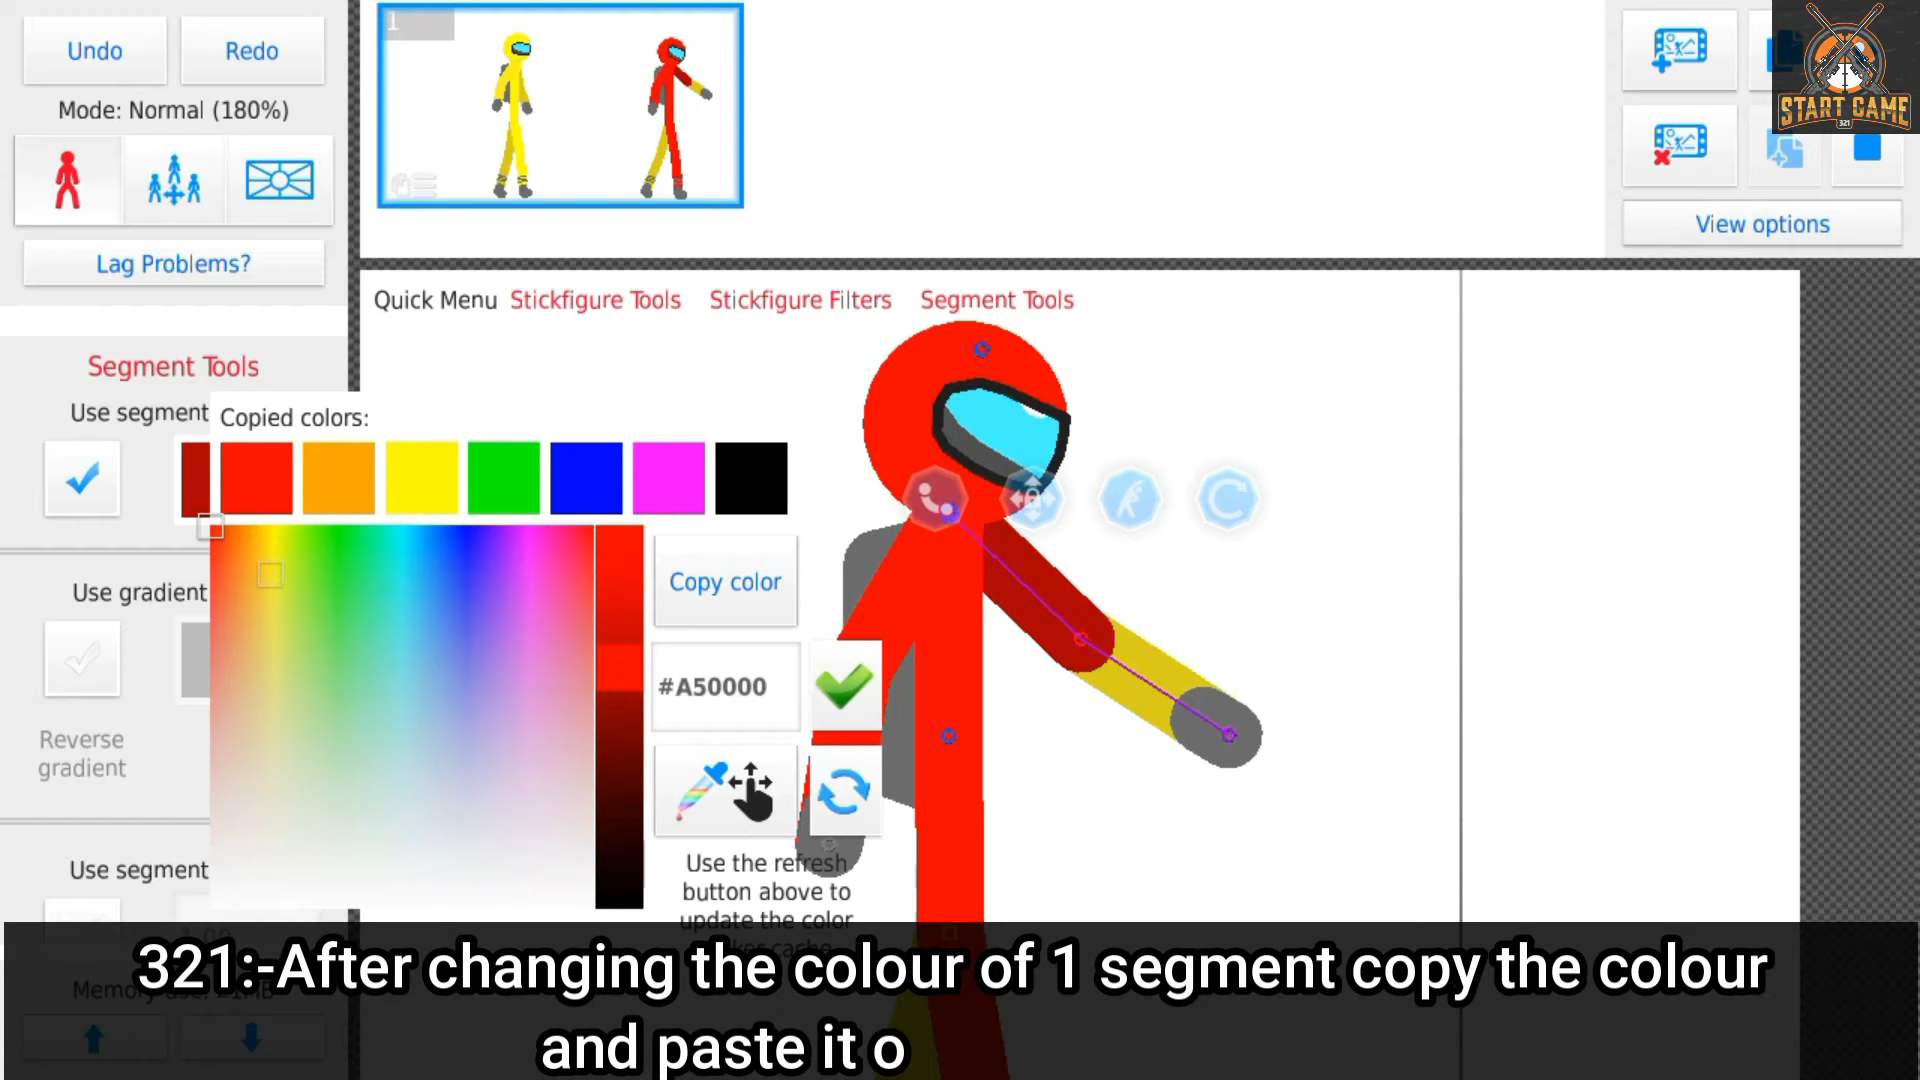 Undo
Redo
Mode: Normal (180%)
Lag Problems?
1
START GAME
321
View options
Quick Menu
Stickfigure Tools
Stickfigure Filters
Segment Tools
Segment Tools
Use segment
Copied colors:
Use gradient
Copy color
#A50000
Reverse
gradient
Use the refresh
button above to
update the color
Use segment
321:-After changing the colour of 1 segment copy the colour
and paste it o